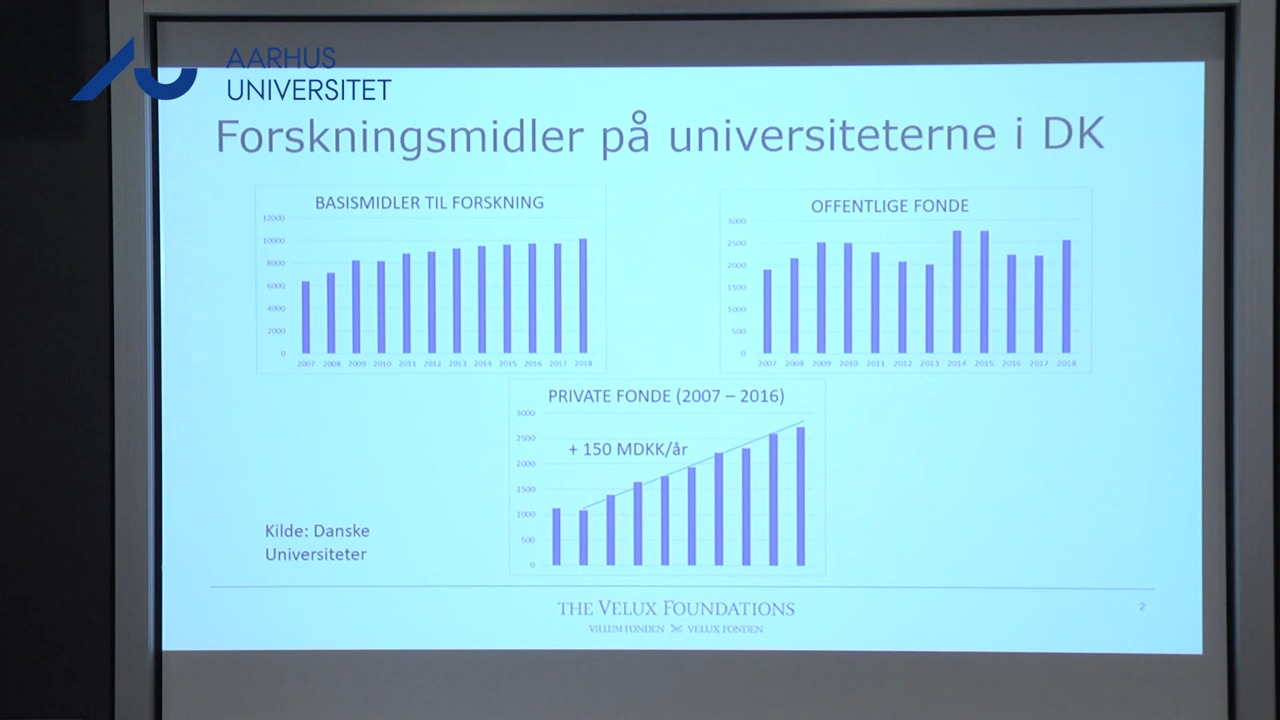 AARHUS
UNIVERSITET
Forskningsmidler på universiteterne i DK
BASISMIDLER TIL FORSKNING
12000
10000
8000
6000
4000
2000
0
2007 2008 2009 2010 2011 2012 2013 2014 2015 2016 2017 2018
OFFENTLIGE FONDE
3000
2500
2000
1500
1000
500
0
2007 2008 2009 2010 2011 2012 2013 2014 2015 2016 2017 2018
PRIVATE FONDE (2007 – 2016)
+ 150 MDKK/år
3000
2500
2000
1500
1000
500
0
Kilde: Danske
Universiteter
THE VELUX FOUNDATIONS
VILLUM FONDEN VELUX FONDEN
2